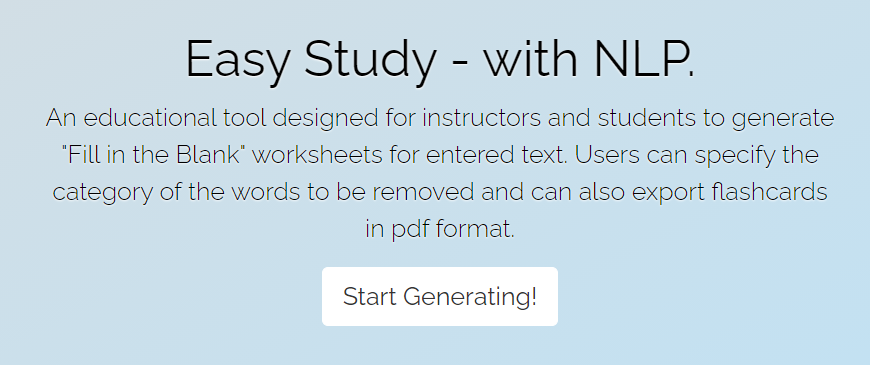 Easy Study - with NLP.
An educational tool designed for instructors and students to generate
"Fill in the Blank" worksheets for entered text. Users can specify the
category of the words to be removed and can also export flashcards
in pdf format.
Start Generating!